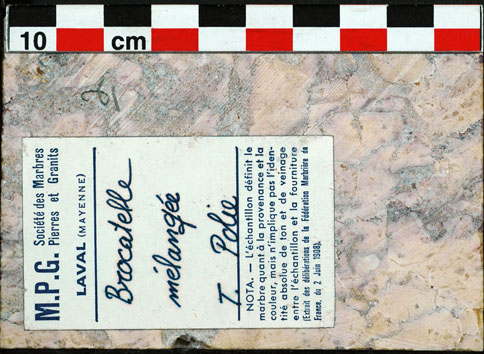 10 cm
2
M.P.G. Société des Marbres
Pierres et Granits
LAVAL (MAYENNE)
Brocatelle
mélangée
T. Polie
NOTA. — L'échantillon définit le
marbre quant à la provenance et la
couleur, mais n'implique pas l'iden-
tité absolue de ton et de veinage
entre l'échantillon et la fourniture
(Extrait des délibérations de la Fédération Marbrière de
France, du 2 Juin 1908).